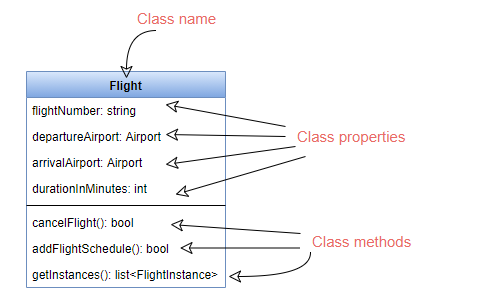 Class name
Flight
flightNumber: string
departureAirport: Airport
Class properties
arrivalAirport: Airport
durationInMinutes: int
cancelFlight(): bool
Class methods
addFlightSchedule(): bool
getInstances(): list<FlightInstance>